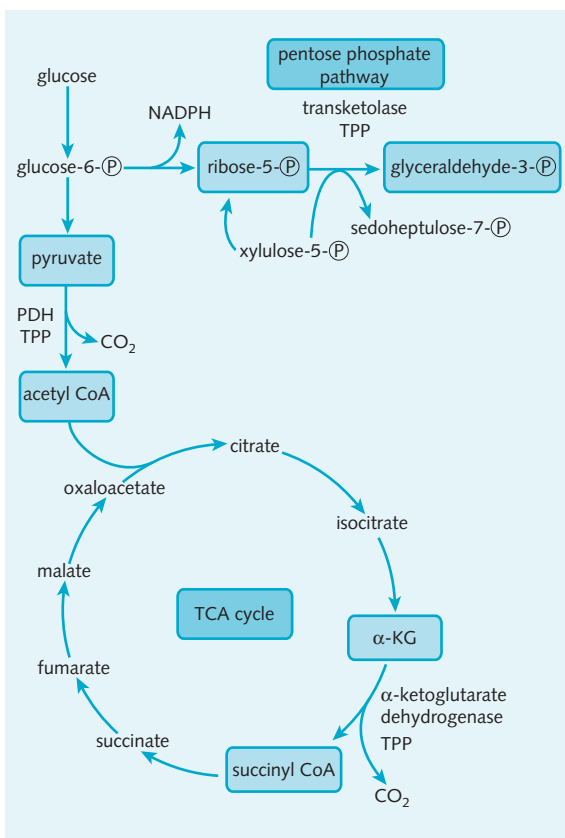 pentose phosphate
pathway
glucose
NADPH
transketolase
TPP
glucose-6-Ⓟ
ribose-5-Ⓟ
glyceraldehyde-3-Ⓟ
sedoheptulose-7-Ⓟ
xylulose-5-Ⓟ
pyruvate
PDH
TPP
CO₂
acetyl CoA
citrate
oxaloacetate
isocitrate
malate
TCA cycle
α-KG
fumarate
α-ketoglutarate
dehydrogenase
TPP
succinate
succinyl CoA
CO₂